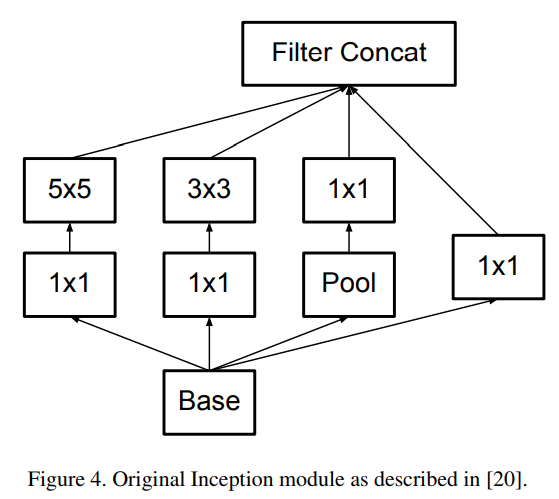 Filter Concat
5x5
3x3
1x1
1x1
1x1
Pool
1x1
Base
Figure 4. Original Inception module as described in [20].